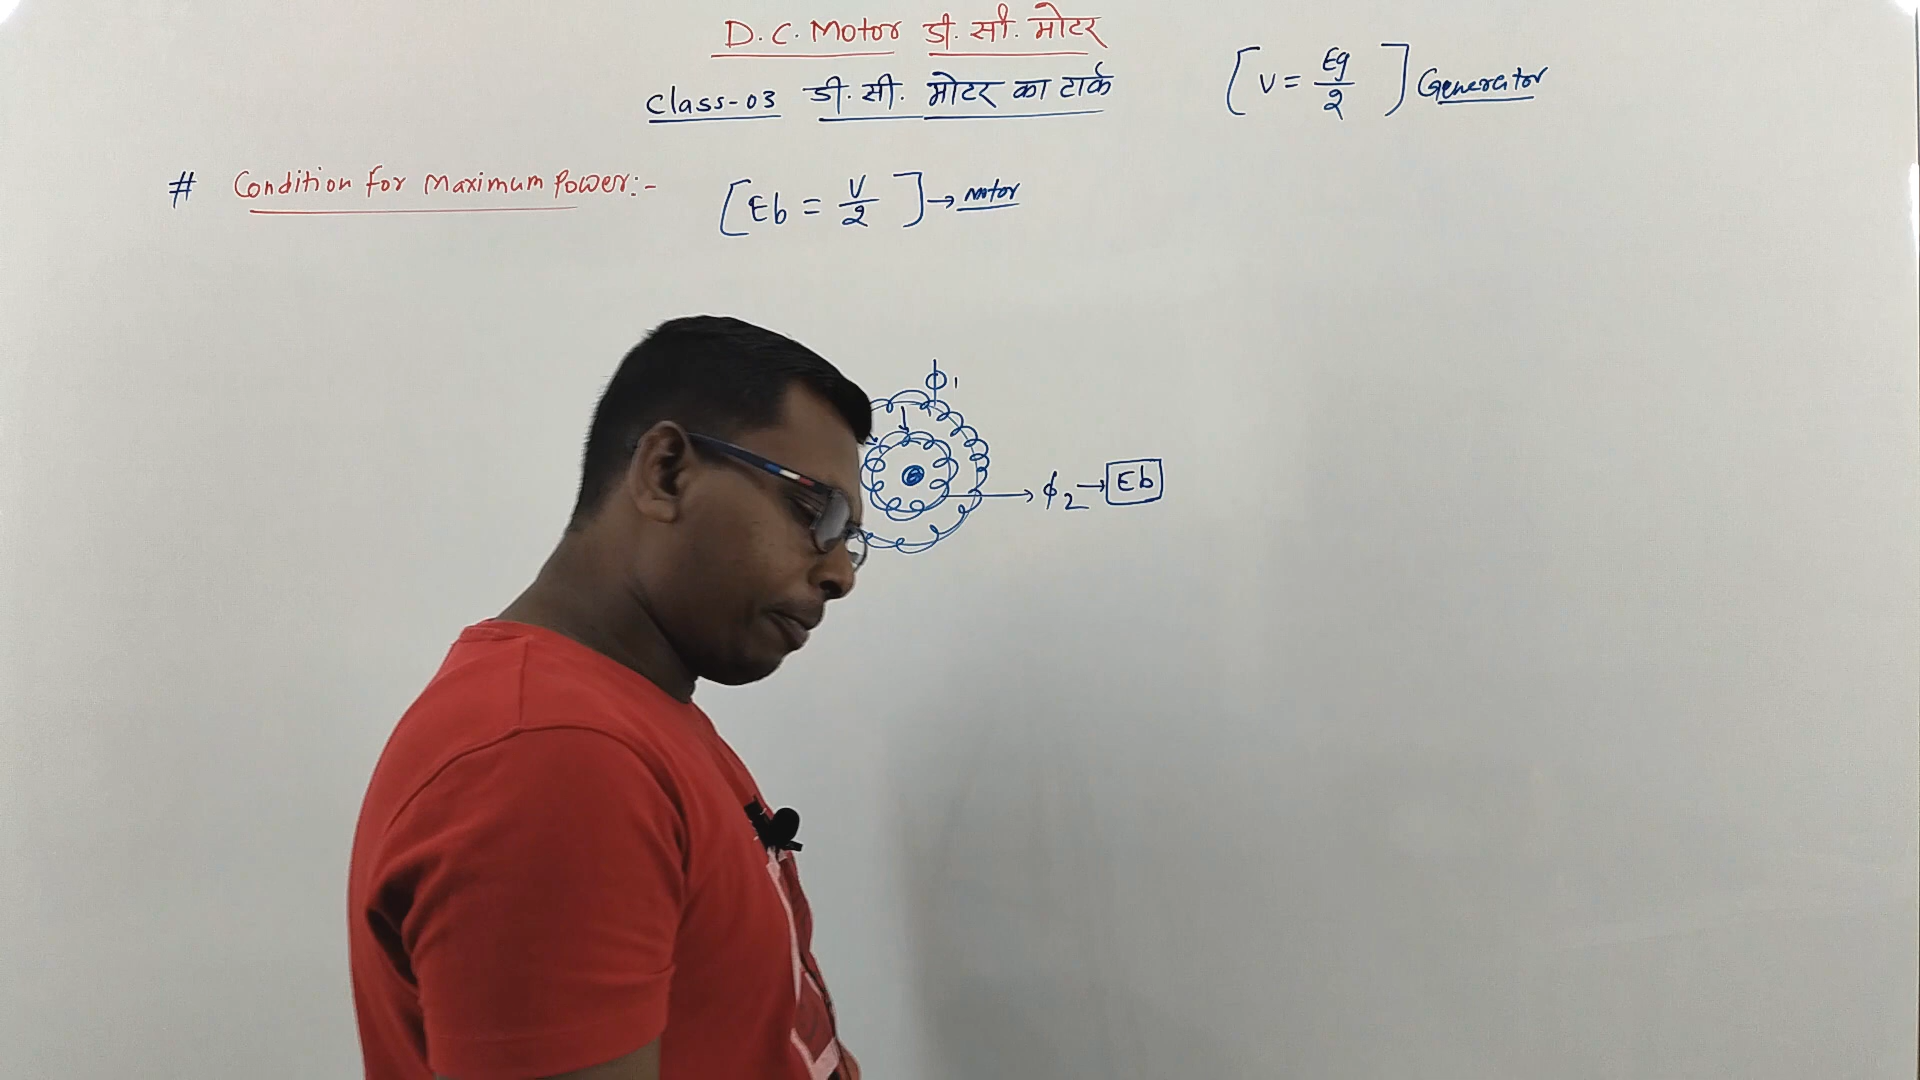 D.C. Motor डी.सी. मोटर
Class-03 डी.सी. मोटर का टार्क
[V = Eg/2] Generator
# Condition for Maximum Power:-
[Eb = V/2] → motor
ϕ1
ϕ2 → Eb